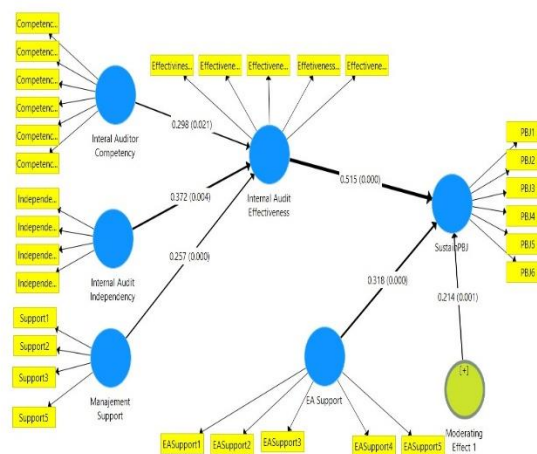 Competenc...
Competenc...
Competenc...
Competenc...
Competenc...
Competenc...
Interal Auditor
Competency
0.298 (0.021)
Effectivines...
Effectivene...
Effectivene...
Effetiveness...
Effectivene...
Internal Audit
Effectiveness
Independe...
Independe...
Independe...
Independe...
Internal Audit
Independency
0.372 (0.004)
0.257 (0.000)
Support1
Support2
Support3
Support5
Manajement
Support
0.515 (0.000)
PBJ1
PBJ2
PBJ3
PBJ4
PBJ5
PBJ6
SustainPBJ
0.318 (0.000)
0.214 (0.001)
EA Support
EASupport1
EASupport2
EASupport3
EASupport4
EASupport5
[+]
Moderating
Effect 1